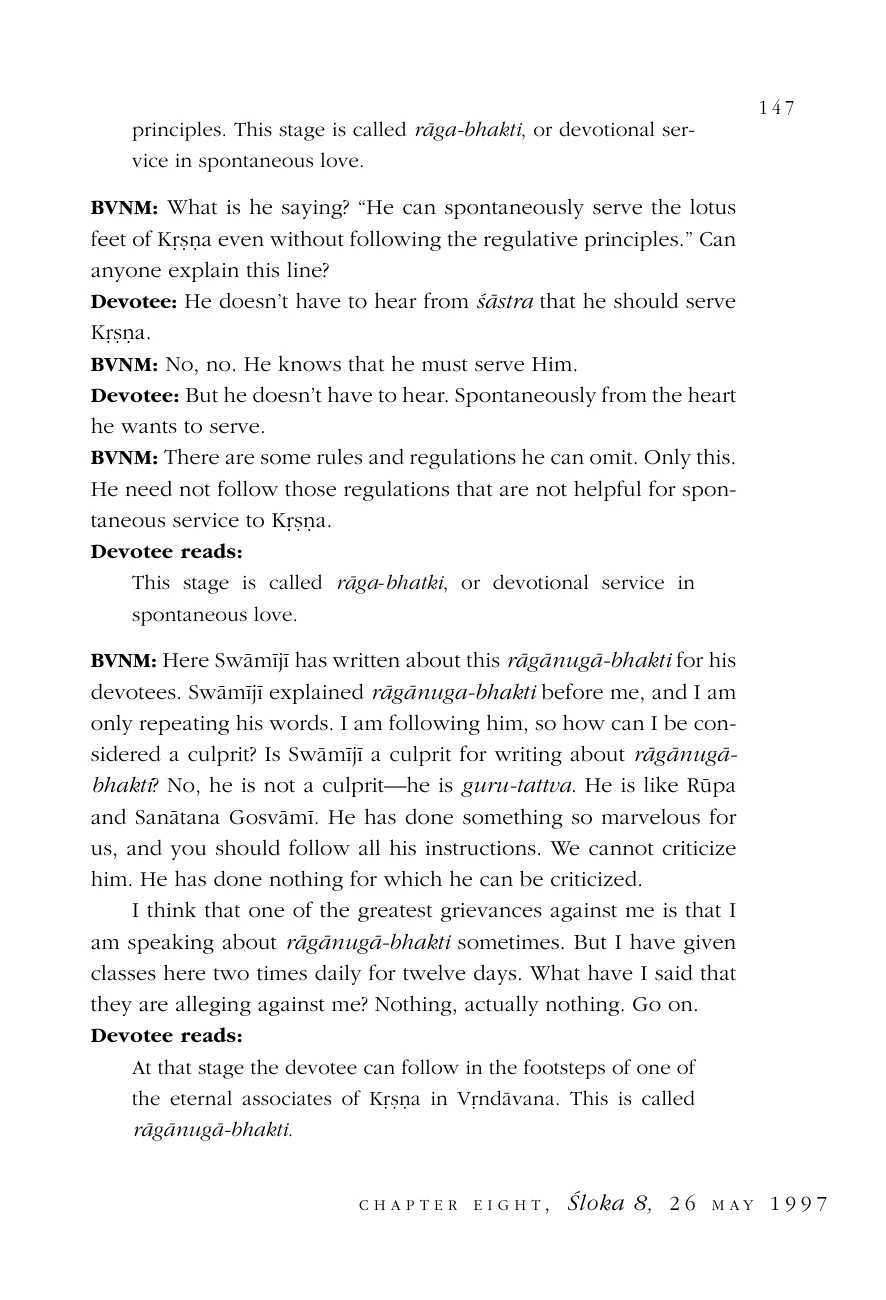 147
principles. This stage is called rāga-bhakti, or devotional ser-
vice in spontaneous love.
BVNM: What is he saying? “He can spontaneously serve the lotus
feet of Kṛṣṇa even without following the regulative principles.” Can
anyone explain this line?
Devotee: He doesn’t have to hear from śāstra that he should serve
Kṛṣṇa.
BVNM: No, no. He knows that he must serve Him.
Devotee: But he doesn’t have to hear. Spontaneously from the heart
he wants to serve.
BVNM: There are some rules and regulations he can omit. Only this.
He need not follow those regulations that are not helpful for spon-
taneous service to Kṛṣṇa.
Devotee reads:
This stage is called rāga-bhatki, or devotional service in
spontaneous love.
BVNM: Here Swāmījī has written about this rāgānugā-bhakti for his
devotees. Swāmījī explained rāgānuga-bhakti before me, and I am
only repeating his words. I am following him, so how can I be con-
sidered a culprit? Is Swāmījī a culprit for writing about rāgānugā-
bhakti? No, he is not a culprit—he is guru-tattva. He is like Rūpa
and Sanātana Gosvāmī. He has done something so marvelous for
us, and you should follow all his instructions. We cannot criticize
him. He has done nothing for which he can be criticized.
I think that one of the greatest grievances against me is that I
am speaking about rāgānugā-bhakti sometimes. But I have given
classes here two times daily for twelve days. What have I said that
they are alleging against me? Nothing, actually nothing. Go on.
Devotee reads:
At that stage the devotee can follow in the footsteps of one of
the eternal associates of Kṛṣṇa in Vṛndāvana. This is called
rāgānugā-bhakti.
CHAPTER EIGHT, Śloka 8, 26 MAY 1997